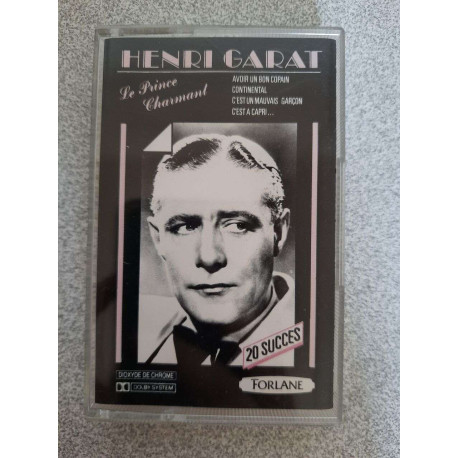 HENRI GARAT
Le Prince
Charmant
AVOIR UN BON COPAIN
CONTINENTAL
C'EST UN MAUVAIS GARÇON
C'EST A CAPRI...
20 SUCCES
DIOXYDE DE CHROME
DOLBY SYSTEM
FORLANE